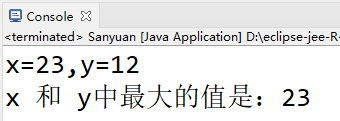 Console
<terminated> Sanyuan [Java Application] D:\eclipse-jee-R-
x=23,y=12
x 和 y中最大的值是：23